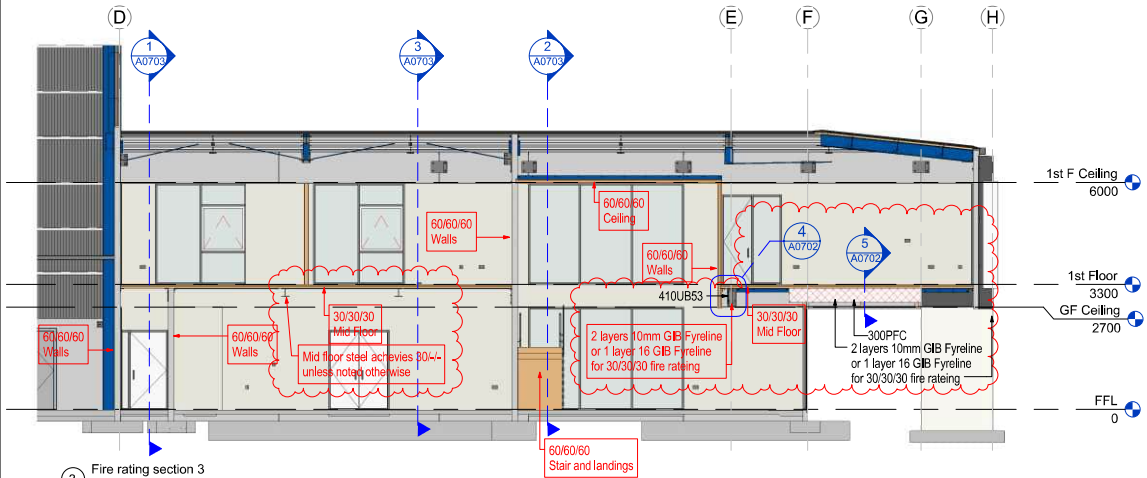 D
E
F
G
H
1
A0703
3
A0703
2
A0703
1st F Ceiling
6000
60/60/60
Ceiling
60/60/60
Walls
4
A0702
5
A0702
60/60/60
Walls
1st Floor
3300
410UB53
GF Ceiling
2700
30/30/30
Mid Floor
30/30/30
Mid Floor
60/60/60
Walls
60/60/60
Walls
Mid floor steel achevies 30/-/-
unless noted otherwise
2 layers 10mm GIB Fyreline
or 1 layer 16 GIB Fyreline
for 30/30/30 fire rateing
300PFC
2 layers 10mm GIB Fyreline
or 1 layer 16 GIB Fyreline
for 30/30/30 fire rateing
FFL
0
60/60/60
Stair and landings
Fire rating section 3